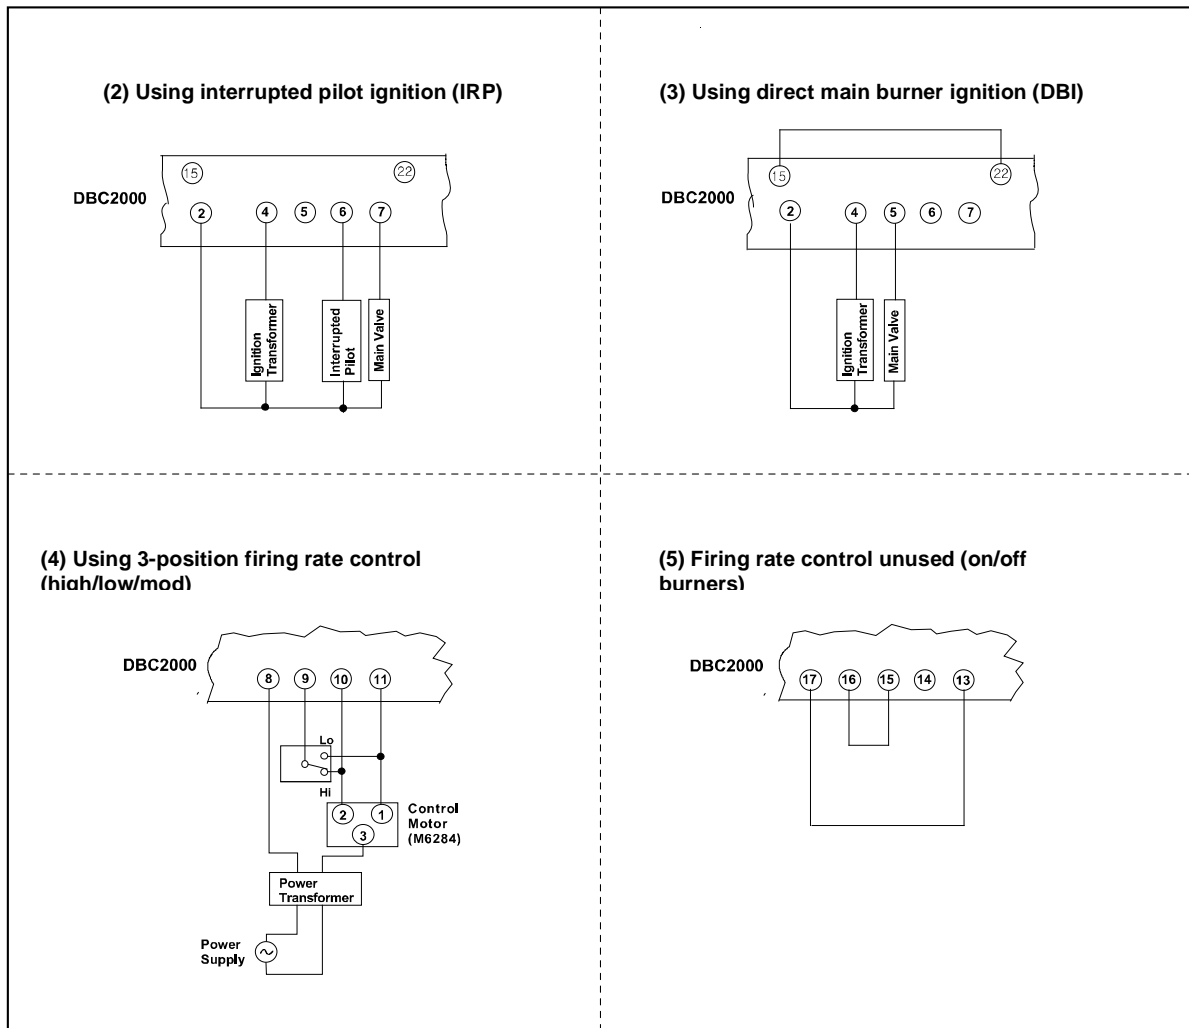 (2) Using interrupted pilot ignition (IRP)
15
22
DBC2000
2
4
5
6
7
Ignition
Transformer
Interrupted
Pilot
Main Valve
(3) Using direct main burner ignition (DBI)
15
22
DBC2000
2
4
5
6
7
Ignition
Transformer
Main Valve
(4) Using 3-position firing rate control
(high/low/mod)
DBC2000
8
9
10
11
Lo
Hi
2
1
3
Control
Motor
(M6284)
Power
Transformer
Power
Supply
(5) Firing rate control unused (on/off
burners)
DBC2000
17
16
15
14
13